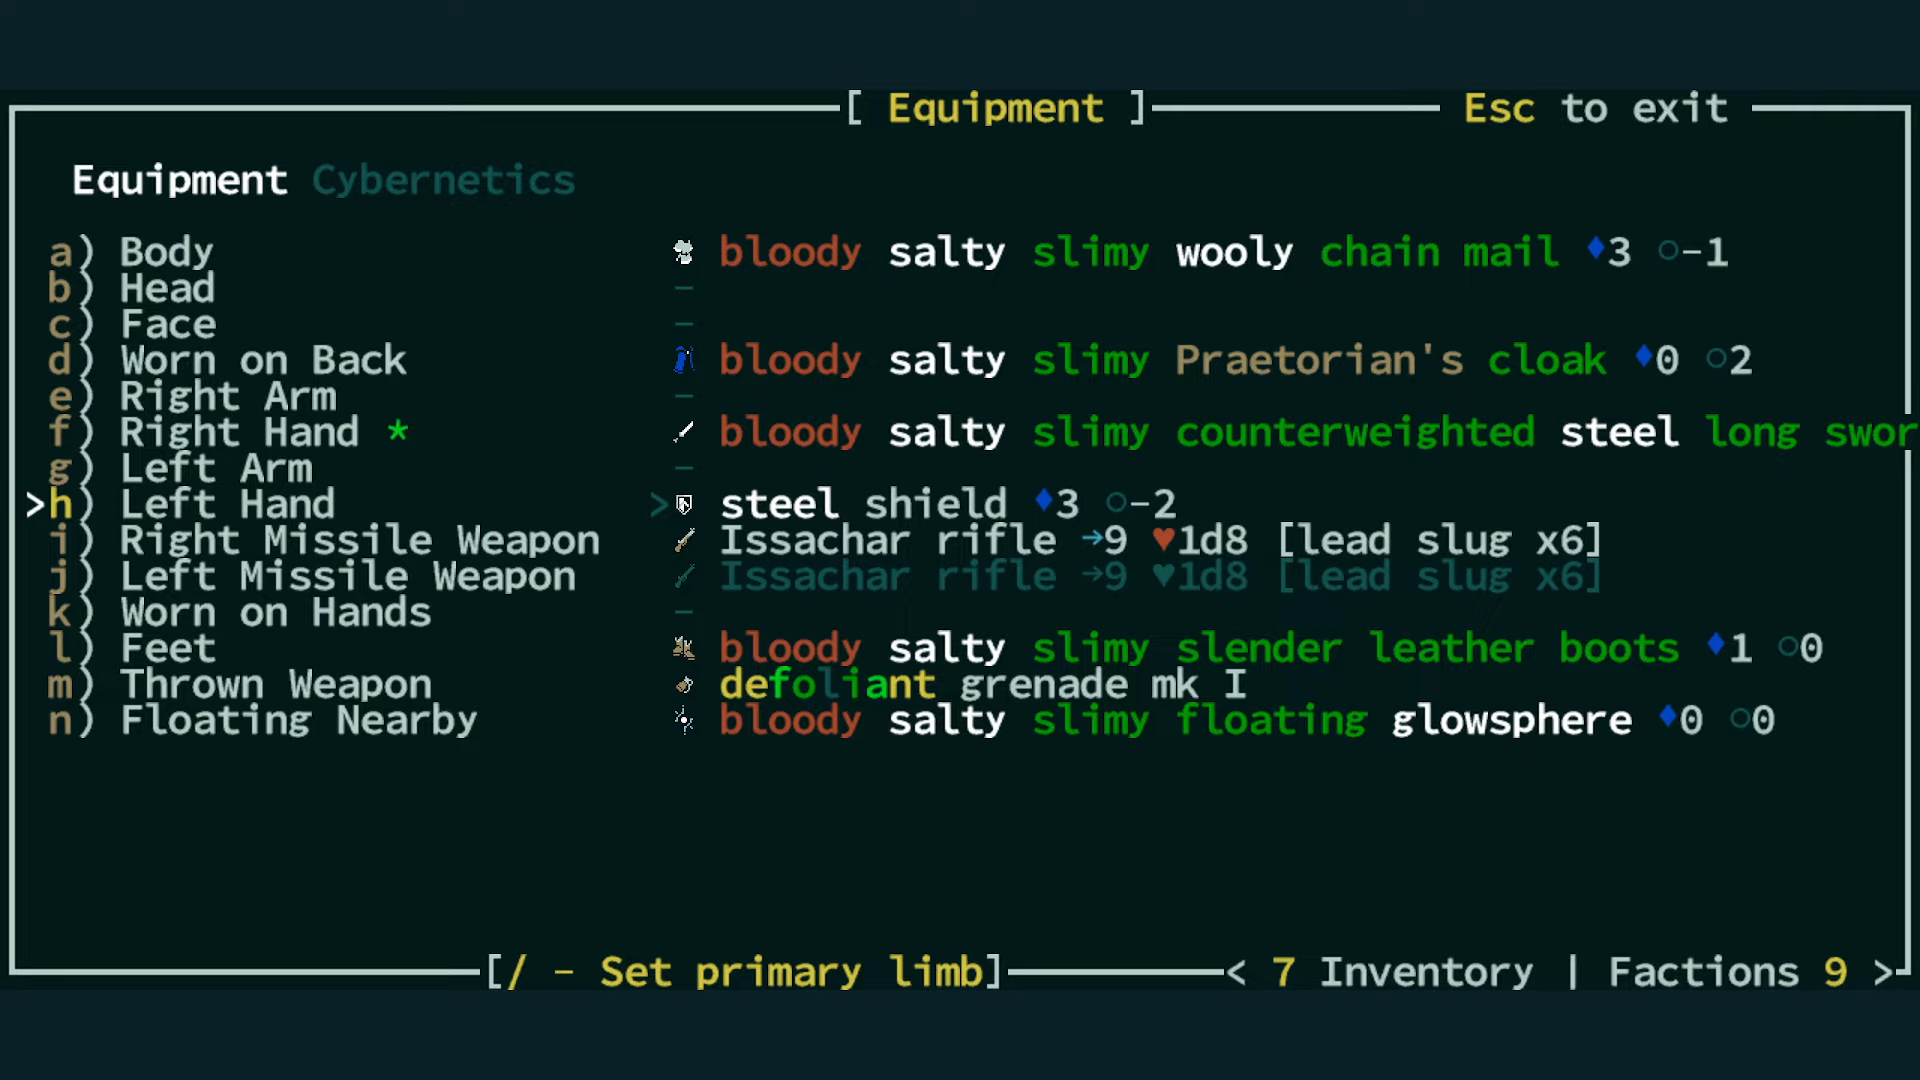 [ Equipment ] Esc to exit
Equipment Cybernetics
a) Body bloody salty slimy wooly chain mail ♦3 ○-1
b) Head -
c) Face -
d) Worn on Back bloody salty slimy Praetorian's cloak ♦0 ○2
e) Right Arm -
f) Right Hand * bloody salty slimy counterweighted steel long swor
g) Left Arm -
>h) Left Hand > steel shield ♦3 ○-2
i) Right Missile Weapon Issachar rifle →9 ♥1d8 [lead slug x6]
j) Left Missile Weapon Issachar rifle →9 ♥1d8 [lead slug x6]
k) Worn on Hands -
l) Feet bloody salty slimy slender leather boots ♦1 ○0
m) Thrown Weapon defoliant grenade mk I
n) Floating Nearby bloody salty slimy floating glowsphere ♦0 ○0
[/ - Set primary limb] < 7 Inventory | Factions 9 >